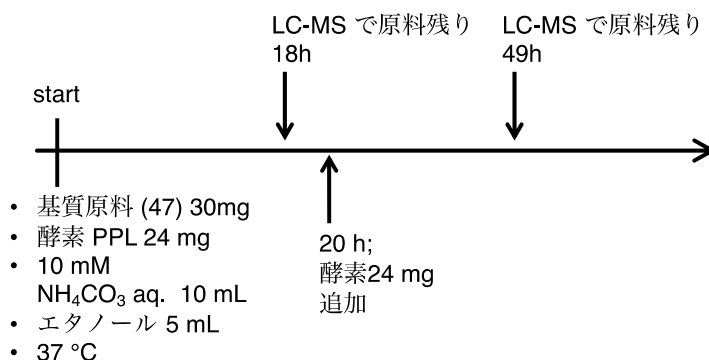 LC-MS で原料残り
18h
LC-MS で原料残り
49h
start
• 基質原料 (47) 30mg
• 酵素 PPL 24 mg
• 10 mM
NH₄CO₃ aq. 10 mL
• エタノール 5 mL
• 37 °C
20 h;
酵素24 mg
追加